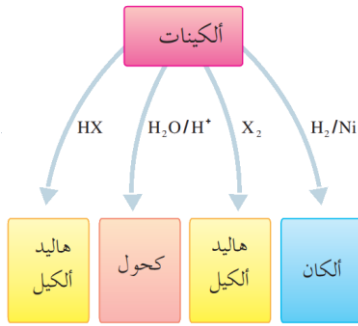 ألكينات
HX
H₂O/H⁺
X₂
H₂/Ni
هاليد
ألكيل
كحول
هاليد
ألكيل
ألكان